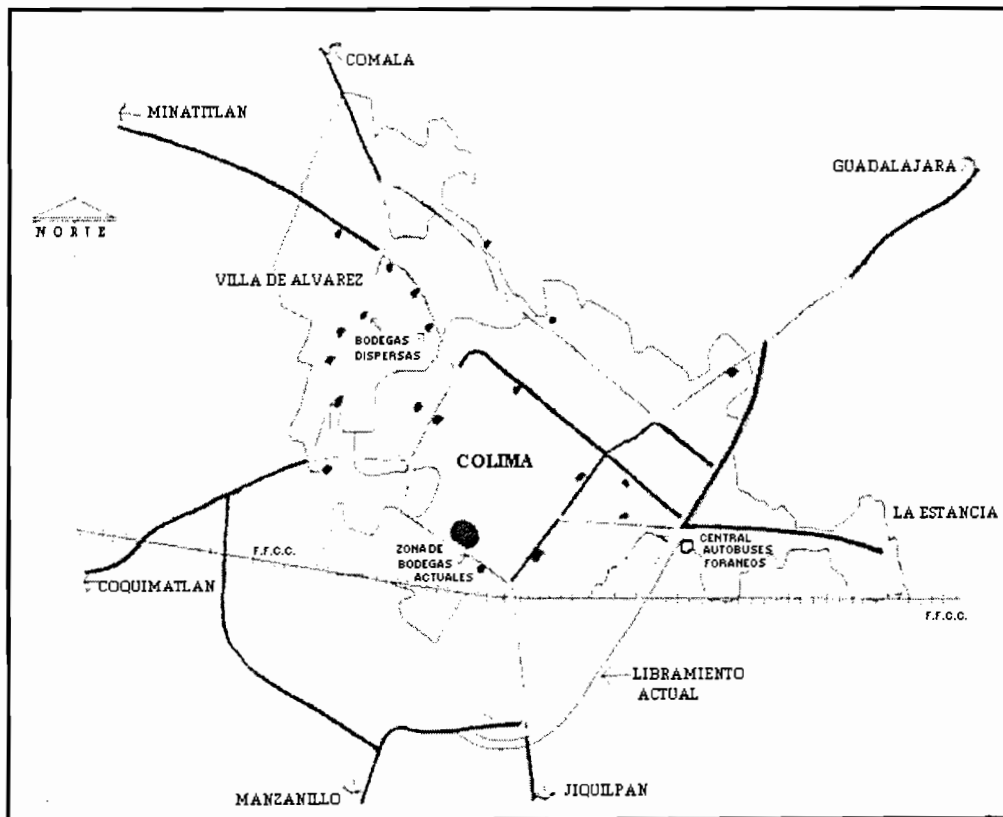 COMALA
MINATITLAN
GUADALAJARA
NORTE
VILLA DE ALVAREZ
BODEGAS
DISPERSAS
COLIMA
LA ESTANCIA
ZONA DE
BODEGAS
ACTUALES
CENTRAL
AUTOBUSES
FORANEOS
F.F.C.C.
COQUIMATLAN
F.F.C.C.
LIBRAMIENTO
ACTUAL
MANZANILLO
JIQUILPAN